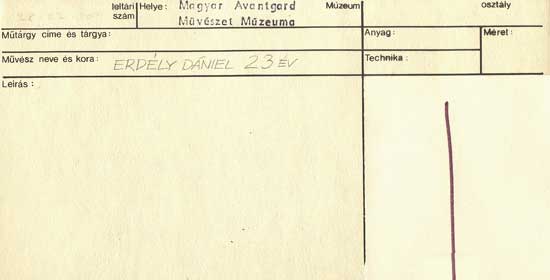 leltári szám Helye: Magyar Avantgard Művészet Múzeuma Múzeum osztály
Műtárgy címe és tárgya: Anyag: Méret:
Művész neve és kora: ERDÉLY DÁNIEL 23 ÉV Technika:
Leírás: